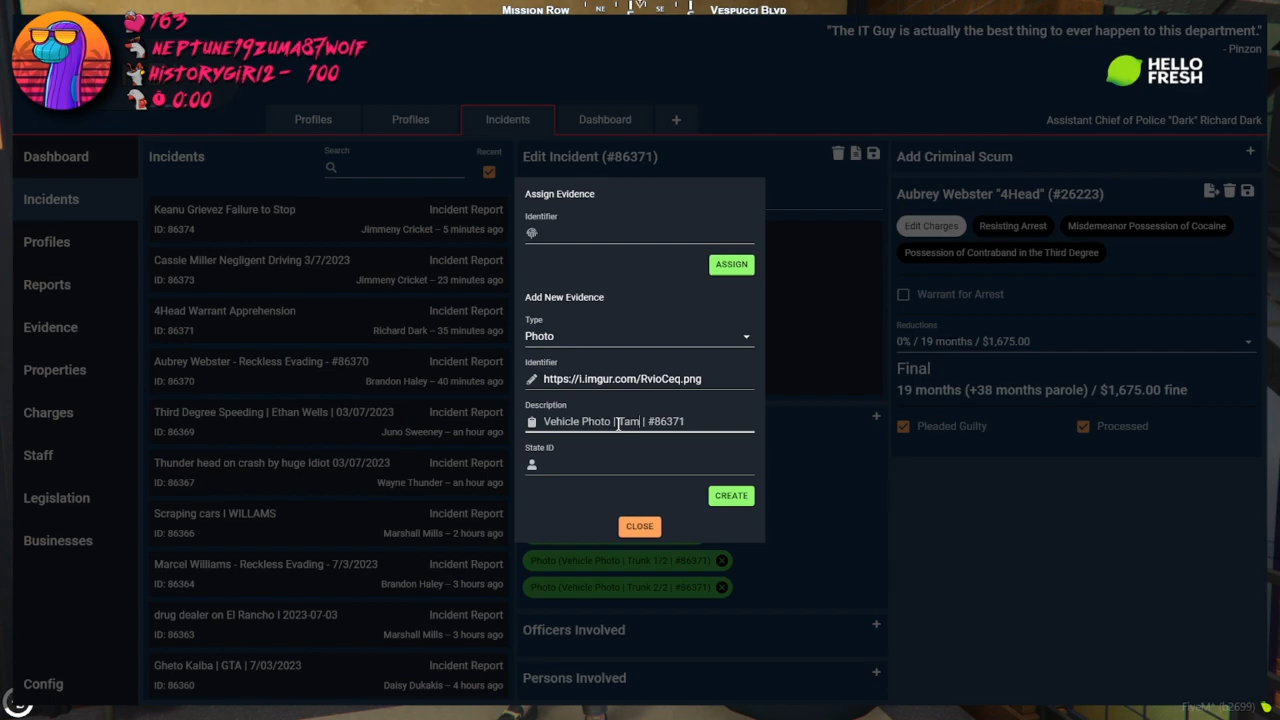 Mission Row
NE
SE
Vespucci Blvd
163
NEPTUNE19ZUMA87WOLF
HISTORYGIRL2 - 100
0:00
"The IT Guy is actually the best thing to ever happen to this department."
- Pinzon
HELLO
FRESH
Profiles
Profiles
Incidents
Dashboard
+
Assistant Chief of Police "Dark" Richard Dark
Dashboard
Incidents
Profiles
Reports
Evidence
Properties
Charges
Staff
Legislation
Businesses
Config
Incidents
Search
Recent
Keanu Grievez Failure to Stop
Incident Report
ID: 86374
Jimmeny Cricket – 5 minutes ago
Cassie Miller Negligent Driving 3/7/2023
Incident Report
ID: 86373
Jimmeny Cricket – 23 minutes ago
4Head Warrant Apprehension
Incident Report
ID: 86371
Richard Dark – 35 minutes ago
Aubrey Webster - Reckless Evading - #86370
Incident Report
ID: 86370
Brandon Haley – 40 minutes ago
Third Degree Speeding | Ethan Wells | 03/07/2023
Incident Report
ID: 86369
Juno Sweeney – an hour ago
Thunder head on crash by huge Idiot 03/07/2023
Incident Report
ID: 86367
Wayne Thunder – an hour ago
Scraping cars I WILLAMS
Incident Report
ID: 86366
Marshall Mills – 2 hours ago
Marcel Williams - Reckless Evading - 7/3/2023
Incident Report
ID: 86364
Brandon Haley – 3 hours ago
drug dealer on El Rancho I 2023-07-03
Incident Report
ID: 86363
Marshall Mills – 3 hours ago
Gheto Kaiba | GTA | 7/03/2023
Incident Report
ID: 86360
Daisy Dukakis – 4 hours ago
Edit Incident (#86371)
Assign Evidence
Identifier
ASSIGN
Add New Evidence
Type
Photo
Identifier
https://i.imgur.com/RvioCeq.png
Description
Vehicle Photo | Tam | #86371
State ID
CREATE
CLOSE
Photo (Vehicle Photo | Trunk 1/2 | #86371)
Photo (Vehicle Photo | Trunk 2/2 | #86371)
Officers Involved
+
Persons Involved
+
Add Criminal Scum
+
Aubrey Webster "4Head" (#26223)
Edit Charges
Resisting Arrest
Misdemeanor Possession of Cocaine
Possession of Contraband in the Third Degree
Warrant for Arrest
Reductions
0% / 19 months / $1,675.00
Final
19 months (+38 months parole) / $1,675.00 fine
Pleaded Guilty
Processed
FiveM* (b2699)